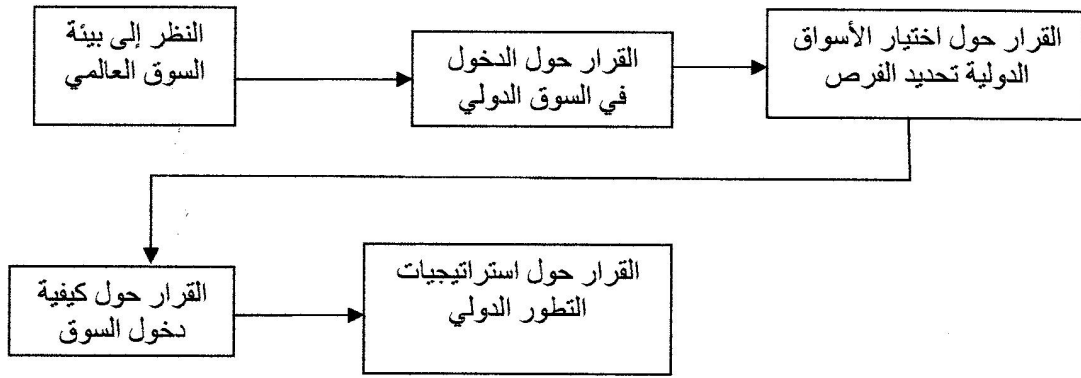 النظر إلى بيئة
السوق العالمي
القرار حول الدخول
في السوق الدولي
القرار حول اختيار الأسواق
الدولية تحديد الفرص
القرار حول كيفية
دخول السوق
القرار حول استراتيجيات
التطور الدولي